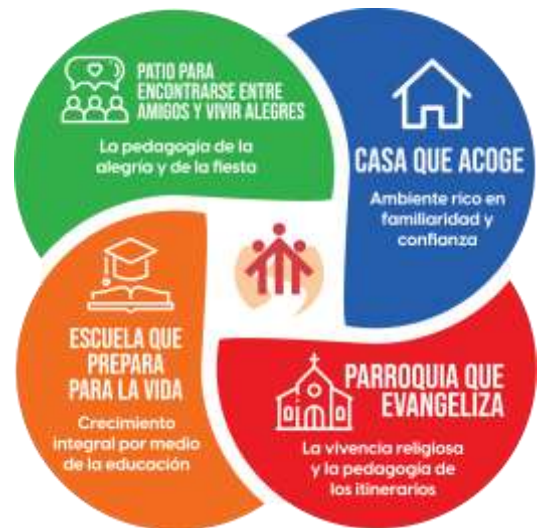 PATIO PARA
ENCONTRARSE ENTRE
AMIGOS Y VIVIR ALEGRES
La pedagogía de la
alegría y de la fiesta
CASA QUE ACOGE
Ambiente rico en
familiaridad y
confianza
ESCUELA QUE
PREPARA
PARA LA VIDA
Crecimiento
integral por medio
de la educación
PARROQUIA QUE
EVANGELIZA
La vivencia religiosa
y la pedagogía de
los itinerarios